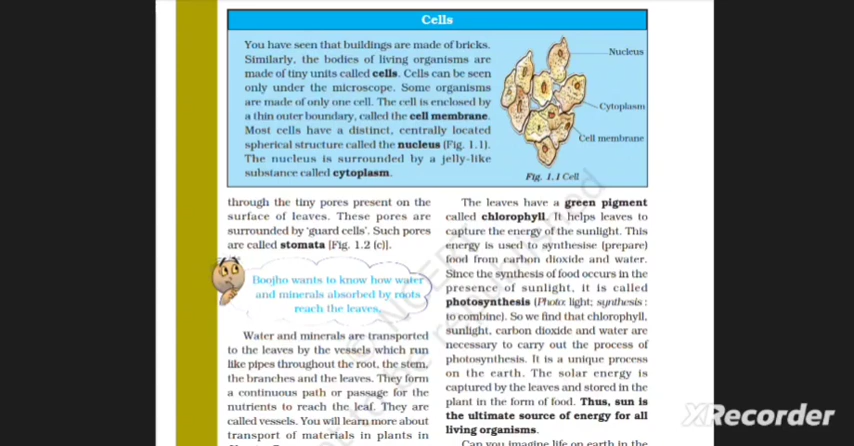 Cells
You have seen that buildings are made of bricks.
Similarly, the bodies of living organisms are
made of tiny units called cells. Cells can be seen
only under the microscope. Some organisms
are made of only one cell. The cell is enclosed by
a thin outer boundary, called the cell membrane.
Most cells have a distinct, centrally located
spherical structure called the nucleus (Fig. 1.1).
The nucleus is surrounded by a jelly-like
substance called cytoplasm.
Nucleus
Cytoplasm
Cell membrane
Fig. 1.1 Cell
through the tiny pores present on the
surface of leaves. These pores are
surrounded by ‘guard cells’. Such pores
are called stomata [Fig. 1.2 (c)].
Boojho wants to know how water
and minerals absorbed by roots
reach the leaves.
Water and minerals are transported
to the leaves by the vessels which run
like pipes throughout the root, the stem,
the branches and the leaves. They form
a continuous path or passage for the
nutrients to reach the leaf. They are
called vessels. You will learn more about
transport of materials in plants in
The leaves have a green pigment
called chlorophyll. It helps leaves to
capture the energy of the sunlight. This
energy is used to synthesise (prepare)
food from carbon dioxide and water.
Since the synthesis of food occurs in the
presence of sunlight, it is called
photosynthesis (Photo: light; synthesis :
to combine). So we find that chlorophyll,
sunlight, carbon dioxide and water are
necessary to carry out the process of
photosynthesis. It is a unique process
on the earth. The solar energy is
captured by the leaves and stored in the
plant in the form of food. Thus, sun is
the ultimate source of energy for all
living organisms.
Can you imagine life on earth in the
XRecorder